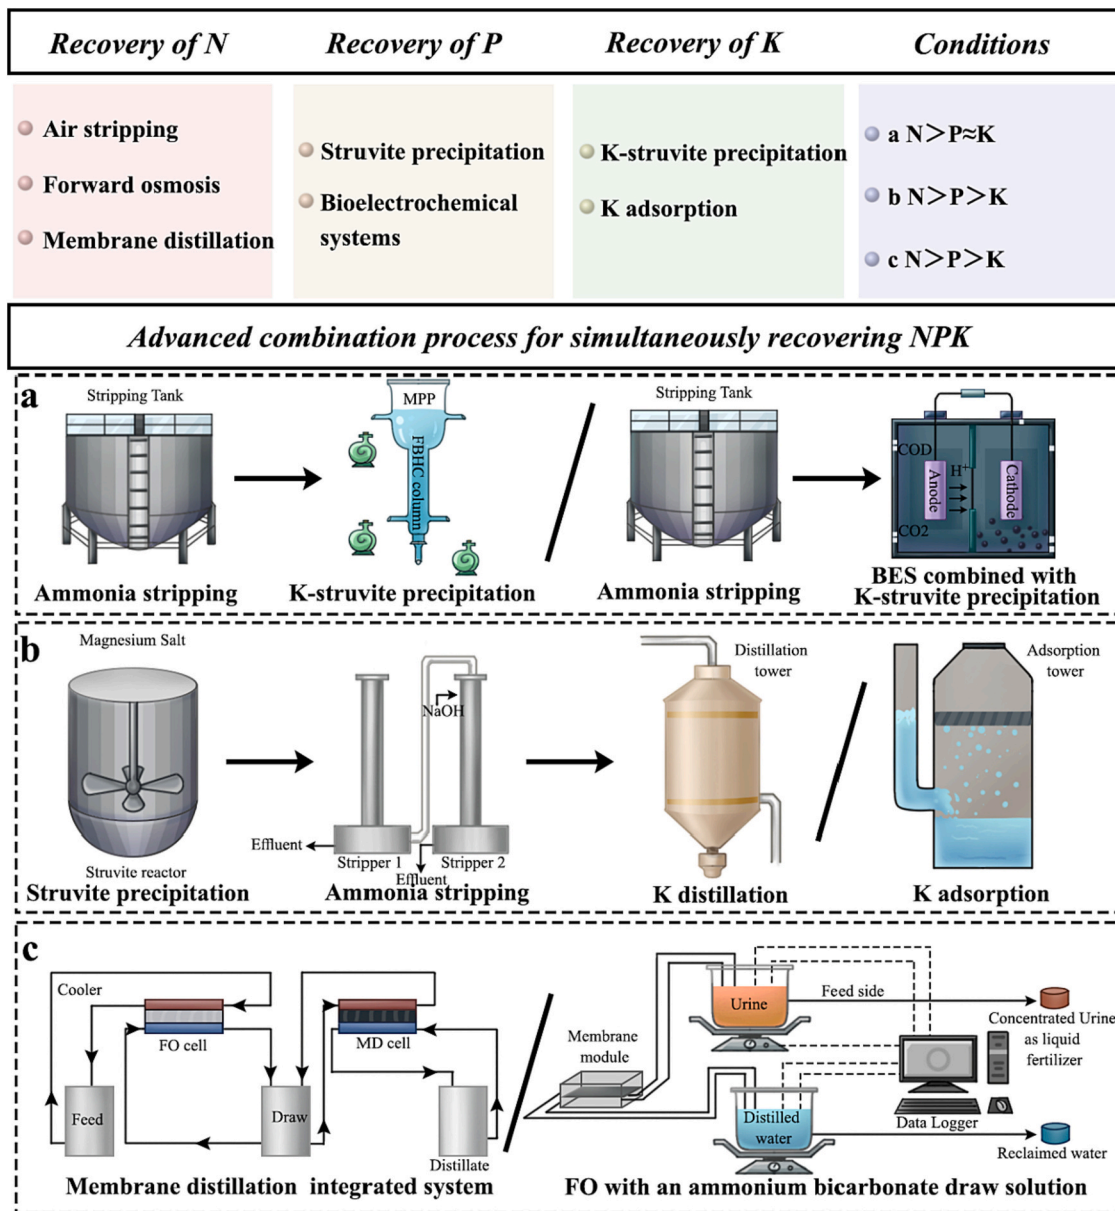 Recovery of N
Recovery of P
Recovery of K
Conditions
Air stripping
Forward osmosis
Membrane distillation
Struvite precipitation
Bioelectrochemical
systems
K-struvite precipitation
K adsorption
a N＞P≈K
b N＞P＞K
c N＞P＞K
Advanced combination process for simultaneously recovering NPK
a
Stripping Tank
Ammonia stripping
MPP
FBHC column
K-struvite precipitation
Stripping Tank
Ammonia stripping
COD
H+
Anode
Cathode
CO2
BES combined with
K-struvite precipitation
b
Magnesium Salt
Struvite reactor
Struvite precipitation
NaOH
Effluent
Stripper 1
Stripper 2
Effluent
Ammonia stripping
Distillation
tower
K distillation
Adsorption
tower
K adsorption
c
Cooler
FO cell
MD cell
Feed
Draw
Distillate
Membrane distillation integrated system
Urine
Feed side
Concentrated Urine
as liquid
fertilizer
Membrane
module
Distilled
water
Data Logger
Reclaimed water
FO with an ammonium bicarbonate draw solution